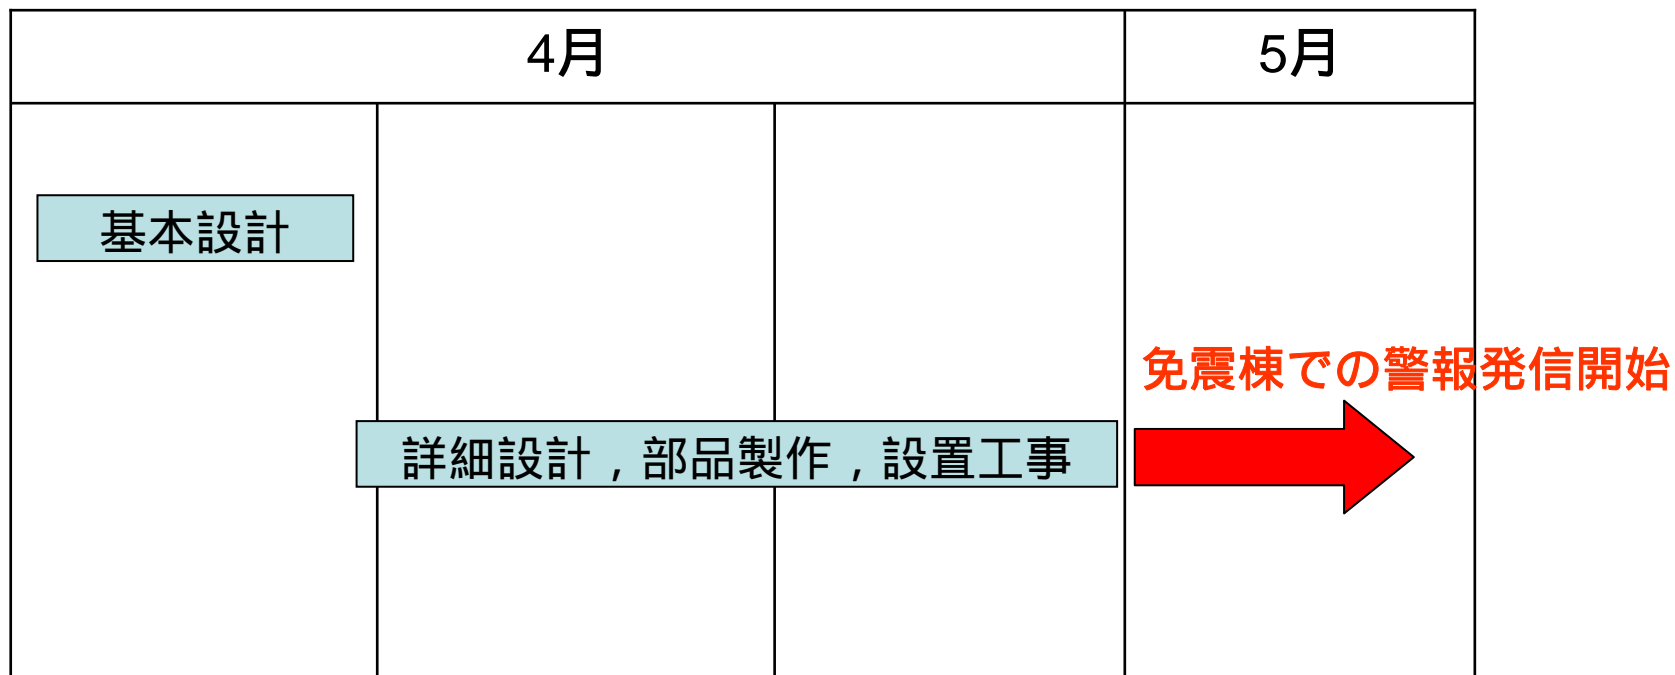 4月
5月
基本設計
免震棟での警報発信開始
詳細設計，部品製作，設置工事